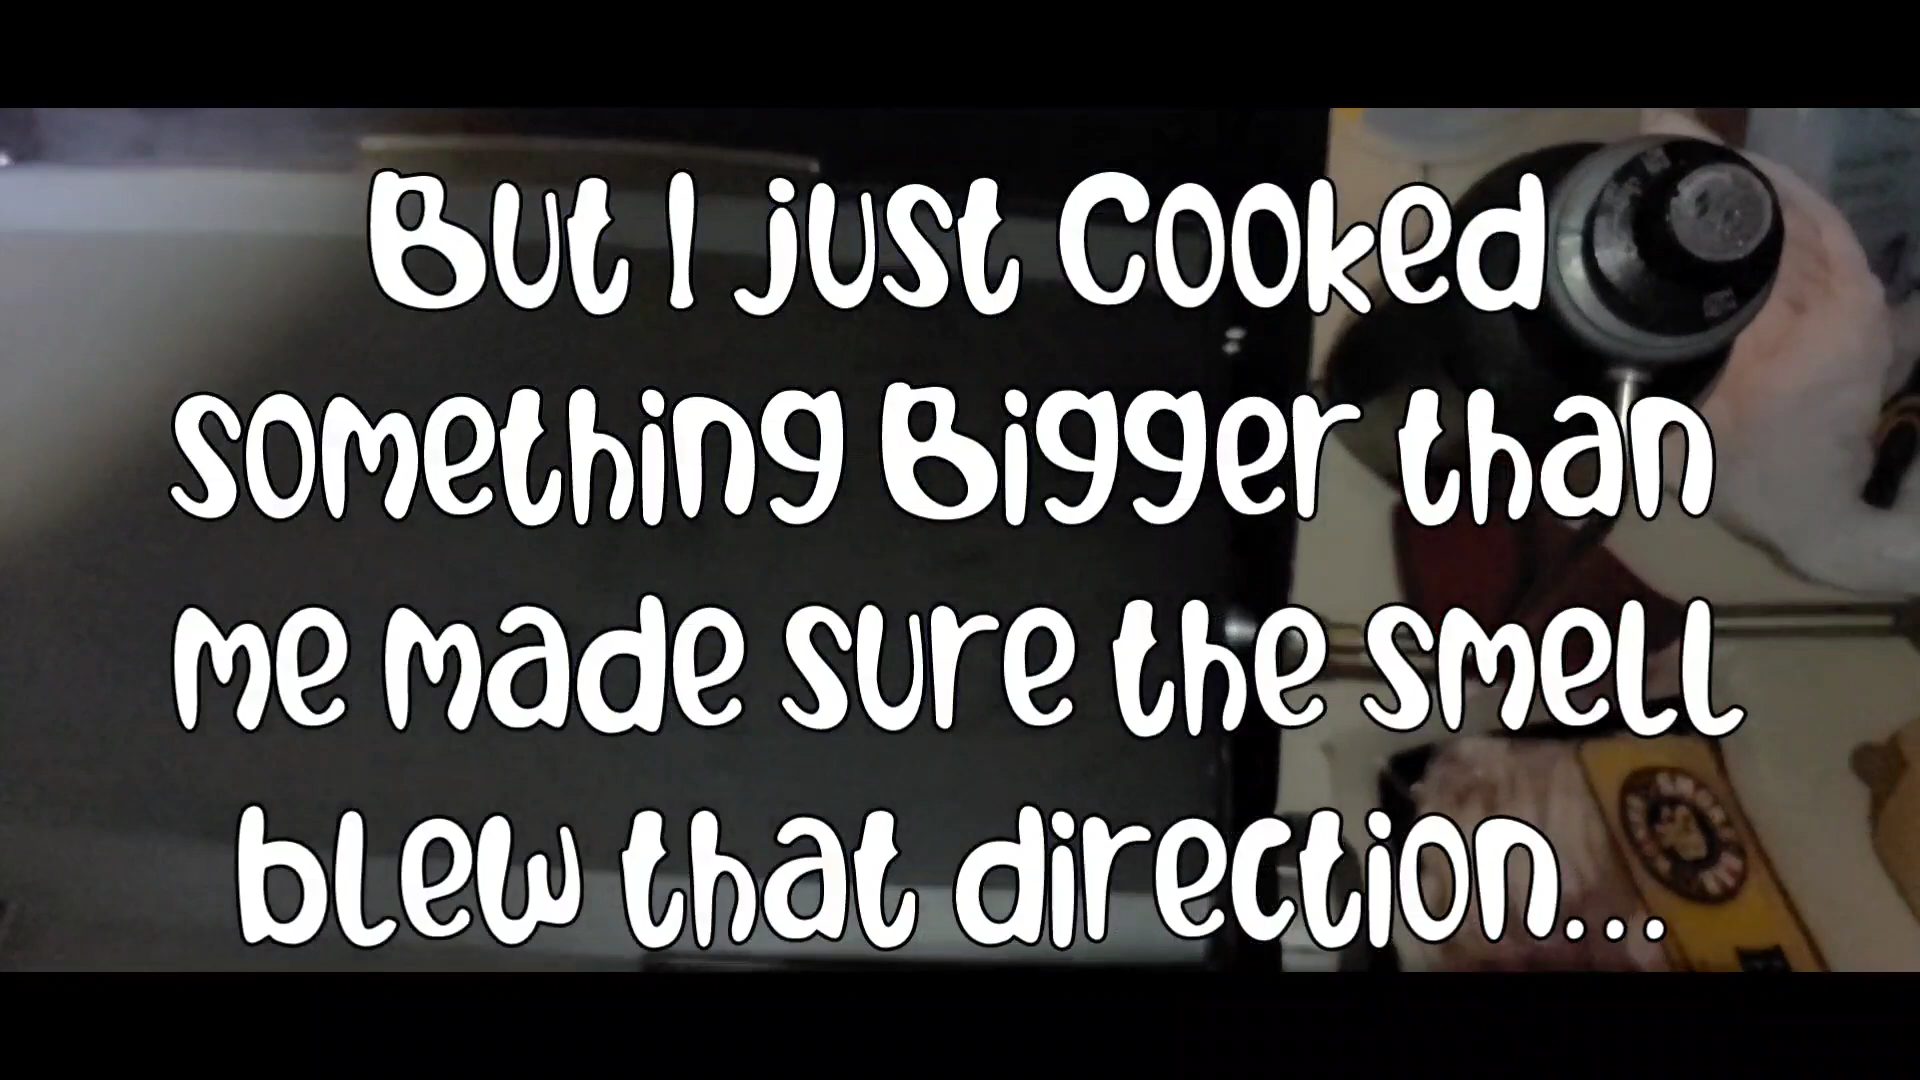 But I just Cooked
something Bigger than
me made sure the smell
blew that direction...